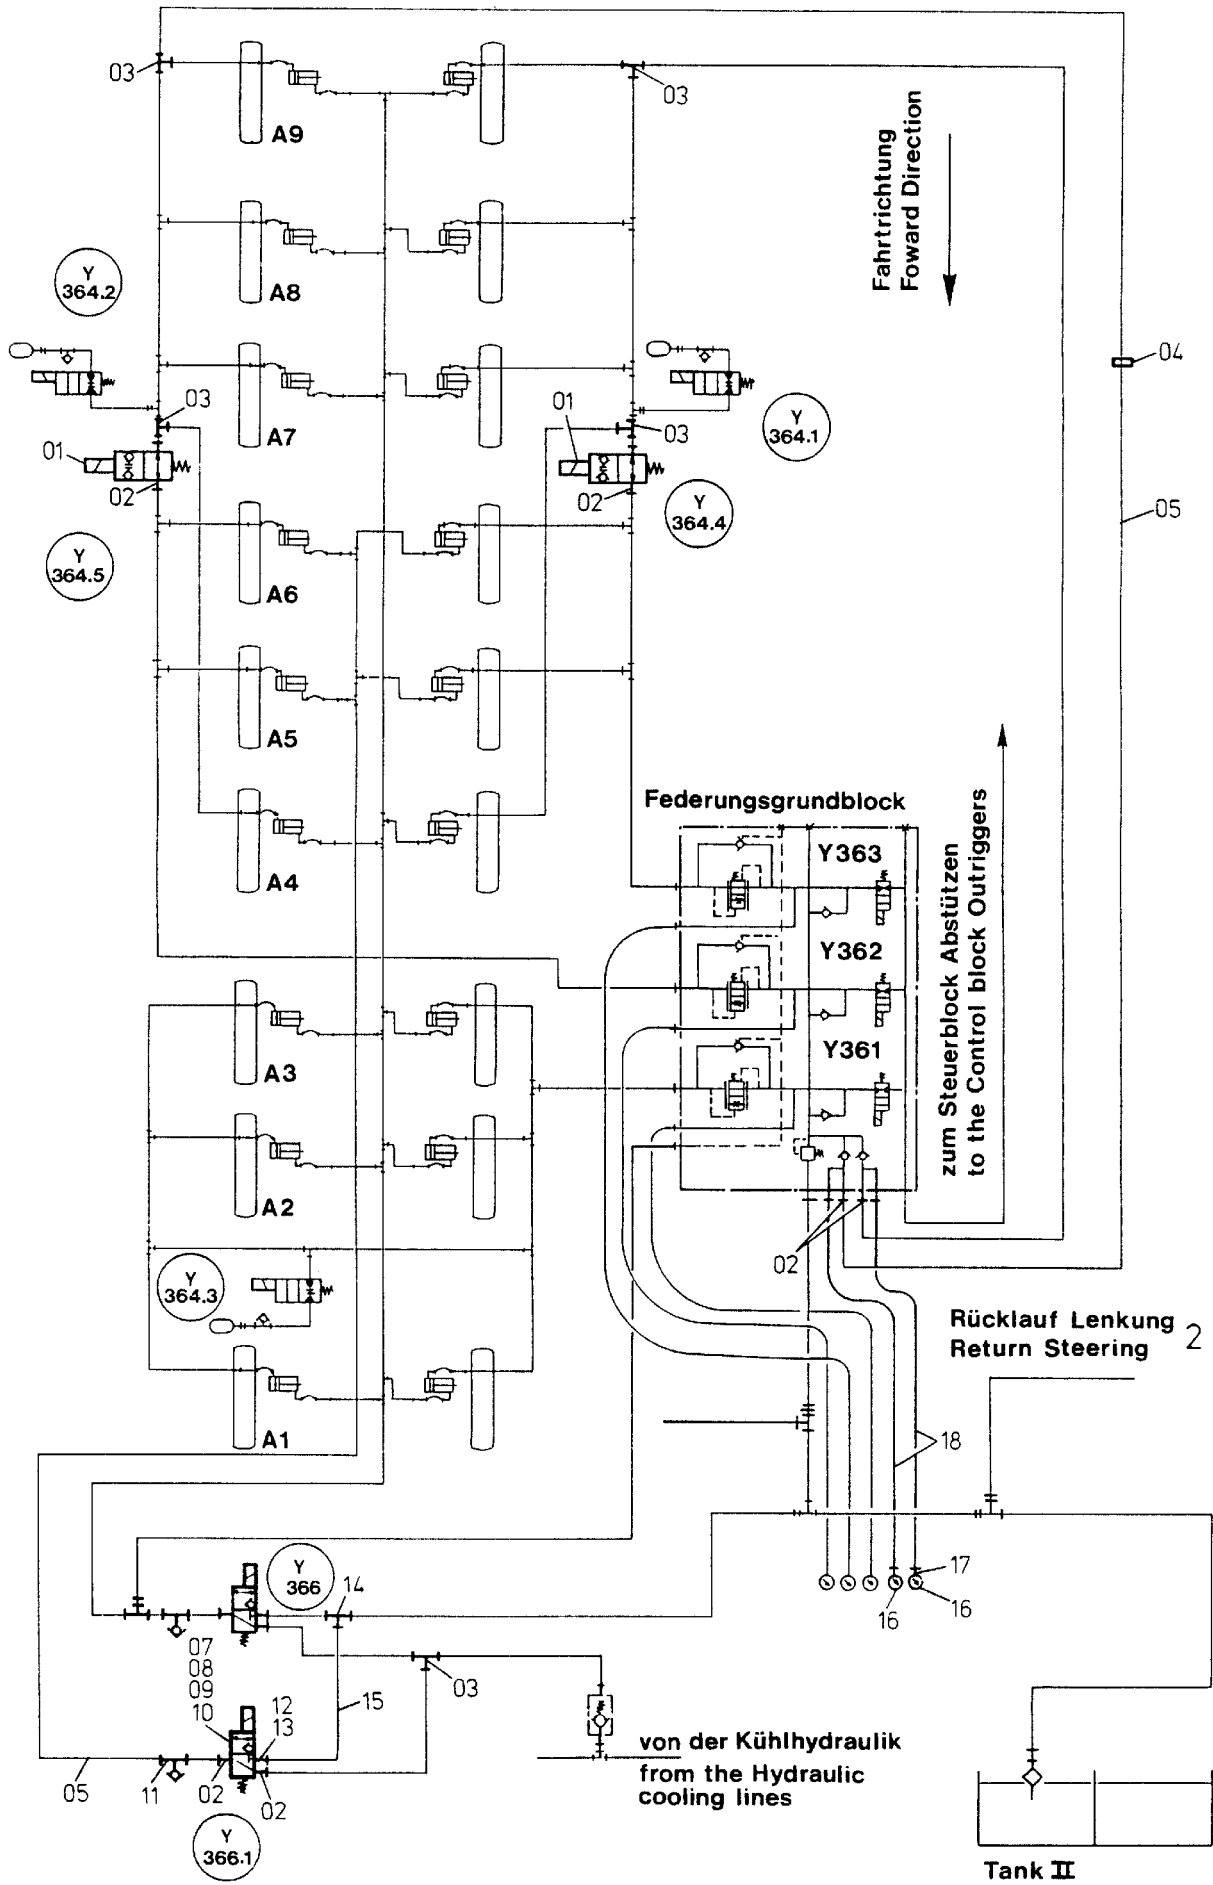 03
A9
03
Fahrtrichtung
Foward Direction
Y
364.2
A8
04
03
A7
01
03
Y
364.1
01
02
02
Y
364.4
05
Y
364.5
A6
A5
Federungsgrundblock
A4
Y363
Y362
Y361
zum Steuerblock Abstützen
to the Control block Outriggers
A3
A2
02
Y
364.3
Rücklauf Lenkung
Return Steering
2
A1
18
Y
366
14
17
16
16
07
08
09
10
12
13
15
03
von der Kühlhydraulik
from the Hydraulic
cooling lines
05
11
02
02
Y
366.1
Tank II